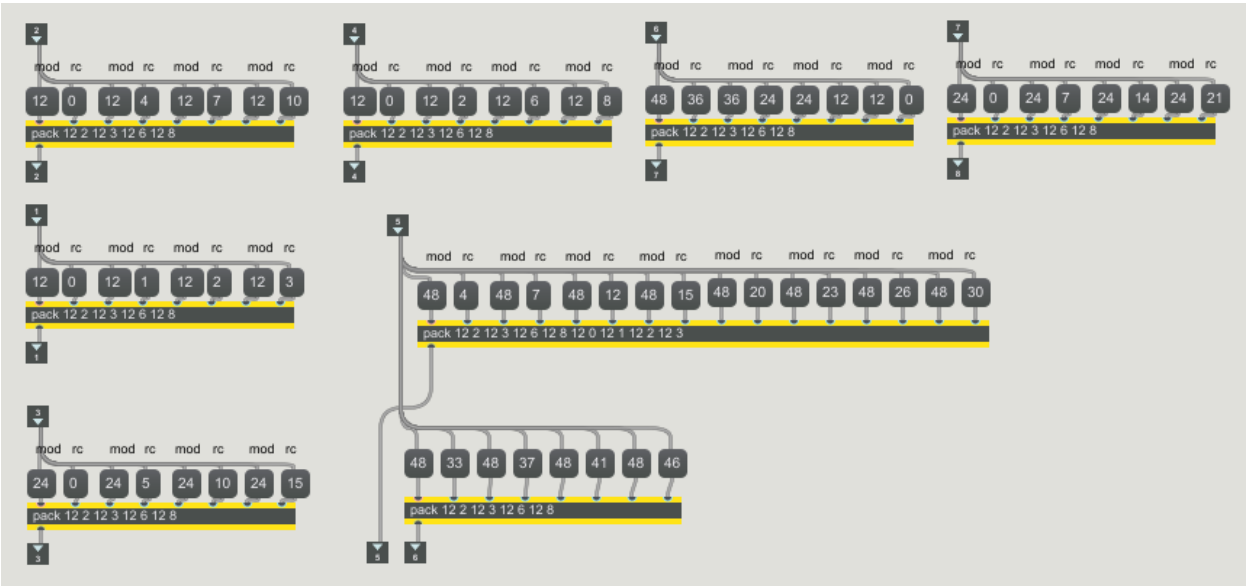 2
mod rc mod rc mod rc mod rc
12 0 12 4 12 7 12 10
pack 12 2 12 3 12 6 12 8
2
4
mod rc mod rc mod rc mod rc
12 0 12 2 12 6 12 8
pack 12 2 12 3 12 6 12 8
4
6
mod rc mod rc mod rc mod rc
48 36 36 24 24 12 12 0
pack 12 2 12 3 12 6 12 8
7
7
mod rc mod rc mod rc mod rc
24 0 24 7 24 14 24 21
pack 12 2 12 3 12 6 12 8
8
1
mod rc mod rc mod rc mod rc
12 0 12 1 12 2 12 3
pack 12 2 12 3 12 6 12 8
1
5
mod rc mod rc mod rc mod rc mod rc mod rc mod rc mod rc
48 4 48 7 48 12 48 15 48 20 48 23 48 26 48 30
pack 12 2 12 3 12 6 12 8 12 0 12 1 12 2 12 3
3
mod rc mod rc mod rc mod rc
24 0 24 5 24 10 24 15
pack 12 2 12 3 12 6 12 8
3
48 33 48 37 48 41 48 46
pack 12 2 12 3 12 6 12 8
5 6